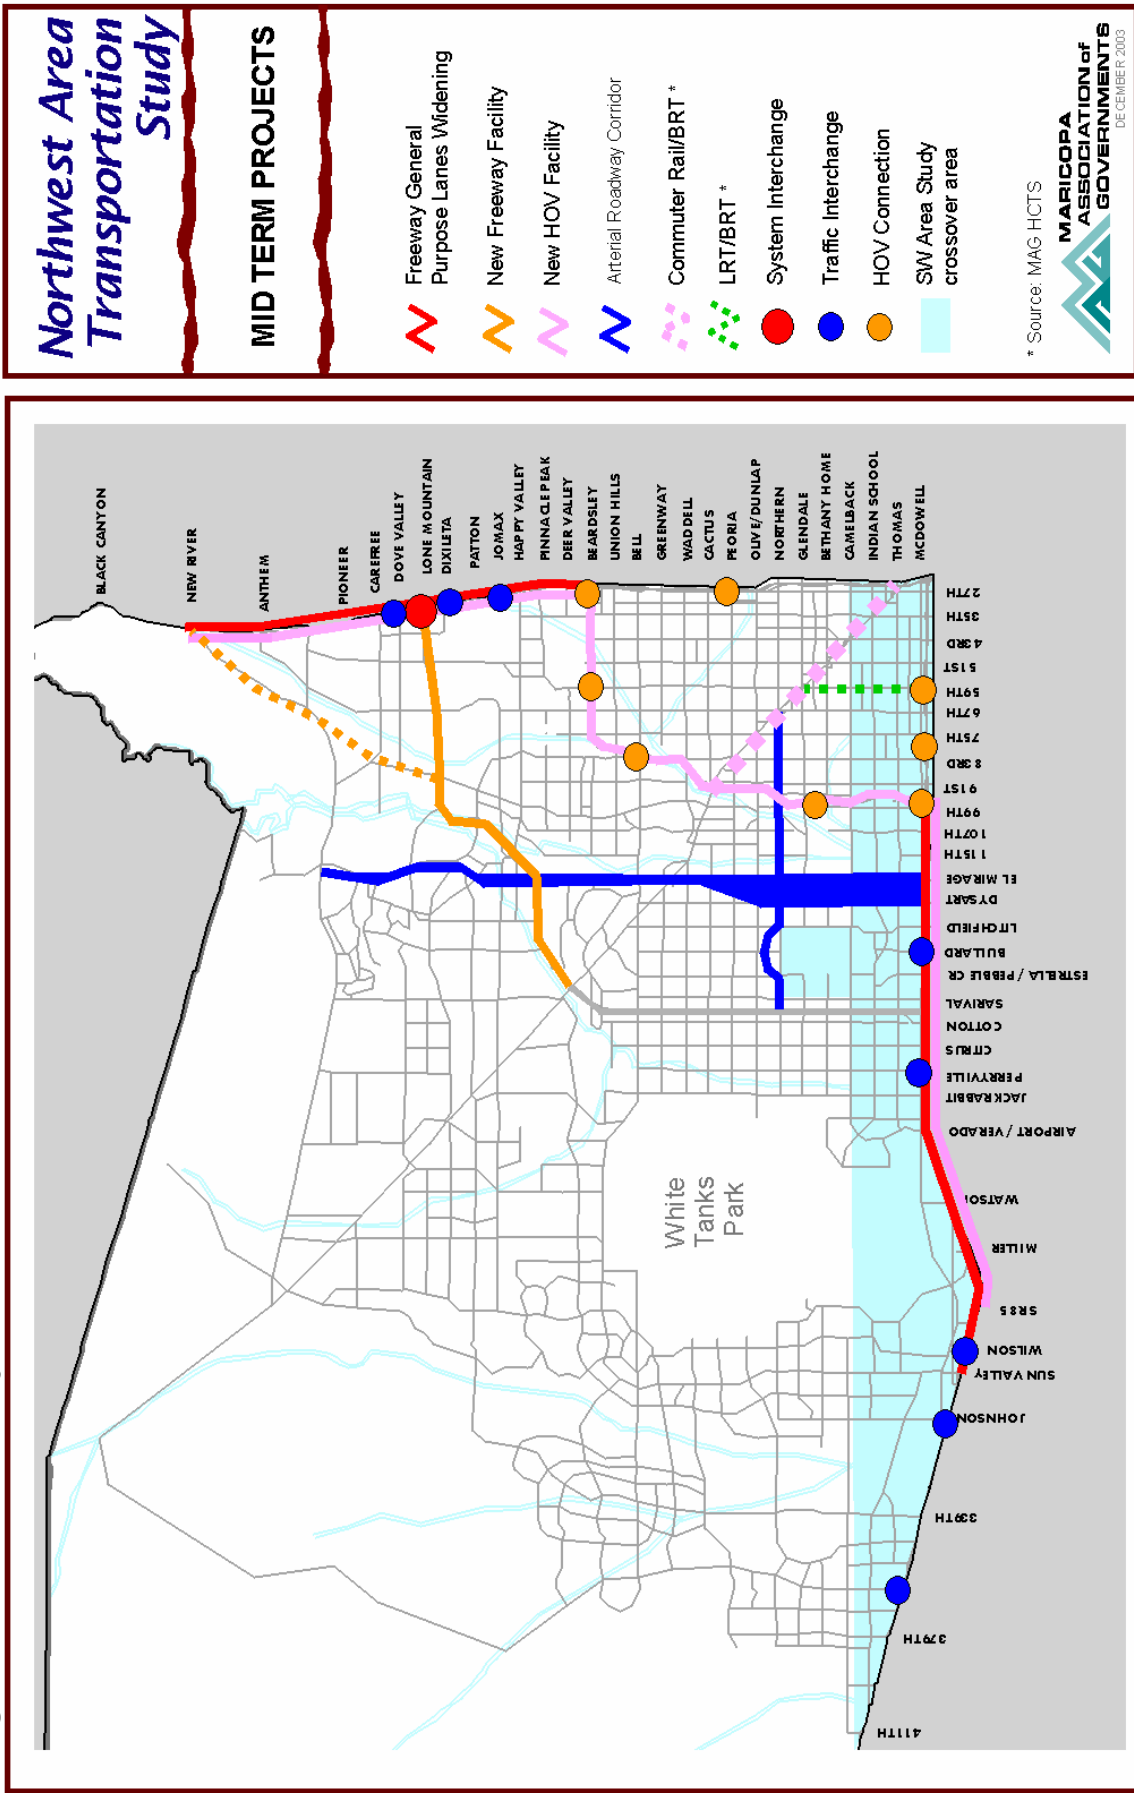 Northwest Area
Transportation
Study
MID TERM PROJECTS
Freeway General
Purpose Lanes Widening
New Freeway Facility
New HOV Facility
Arterial Roadway Corridor
Commuter Rail/BRT *
LRT/BRT *
System Interchange
Traffic Interchange
HOV Connection
SW Area Study
crossover area
* Source: MAG HCTS
MARICOPA
ASSOCIATION of
GOVERNMENTS
DECEMBER 2003
BLACK CANYON
NEW RIVER
ANTHEM
PIONEER
CAREFREE
DOVE VALLEY
LONE MOUNTAIN
DIXILETA
PATTON
JOMAX
HAPPY VALLEY
PINNACLE PEAK
DEER VALLEY
BEARDSLEY
UNION HILLS
BELL
GREENWAY
WADDELL
CACTUS
PEORIA
OLIVE/DUNLAP
NORTHERN
GLENDALE
BETHANY HOME
CAMELBACK
INDIAN SCHOOL
THOMAS
MCDOWELL
27TH
35TH
43RD
51ST
59TH
67TH
75TH
83RD
91ST
99TH
107TH
115TH
EL MIRAGE
DYSART
LITCHFIELD
BULLARD
ESTRELLA / PEBBLE CR
SARIVAL
COTTON
CITRUS
PERRYVILLE
JACKRABBIT
AIRPORT / VERADO
WATSON
MILLER
SR85
WILSON
SUN VALLEY
JOHNSON
339TH
379TH
411TH
White
Tanks
Park